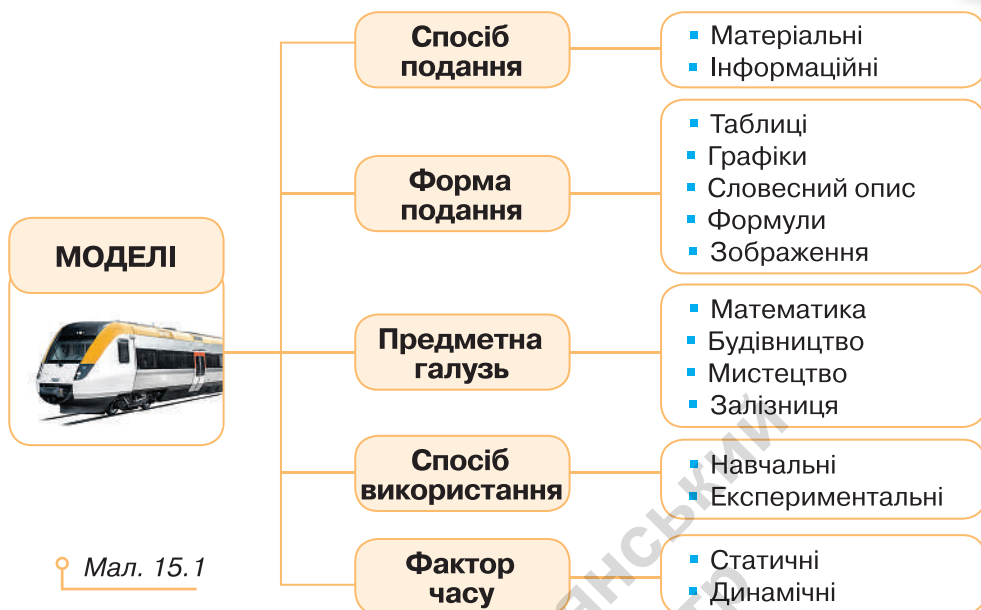 Спосіб
подання
▪ Матеріальні
▪ Інформаційні
Форма
подання
▪ Таблиці
▪ Графіки
▪ Словесний опис
▪ Формули
▪ Зображення
МОДЕЛІ
Предметна
галузь
▪ Математика
▪ Будівництво
▪ Мистецтво
▪ Залізниця
Спосіб
використання
▪ Навчальні
▪ Експериментальні
Фактор
часу
▪ Статичні
▪ Динамічні
Мал. 15.1